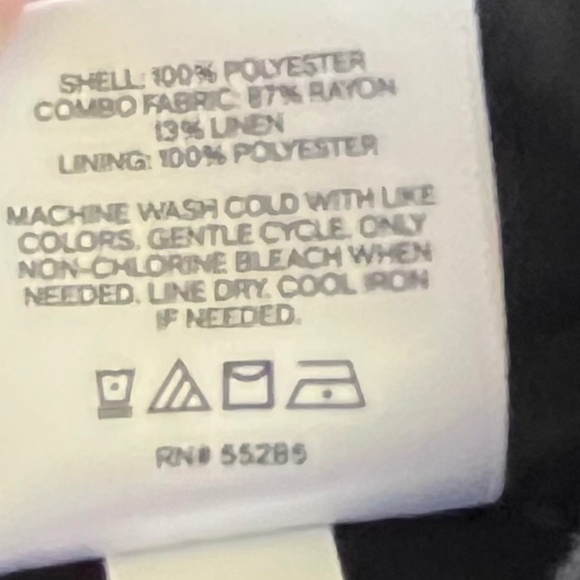 SHELL: 100% POLYESTER
COMBO FABRIC: 87% RAYON
13% LINEN
LINING: 100% POLYESTER
MACHINE WASH COLD WITH LIKE
COLORS. GENTLE CYCLE. ONLY
NON-CHLORINE BLEACH WHEN
NEEDED. LINE DRY. COOL IRON
IF NEEDED.
RN# 55285